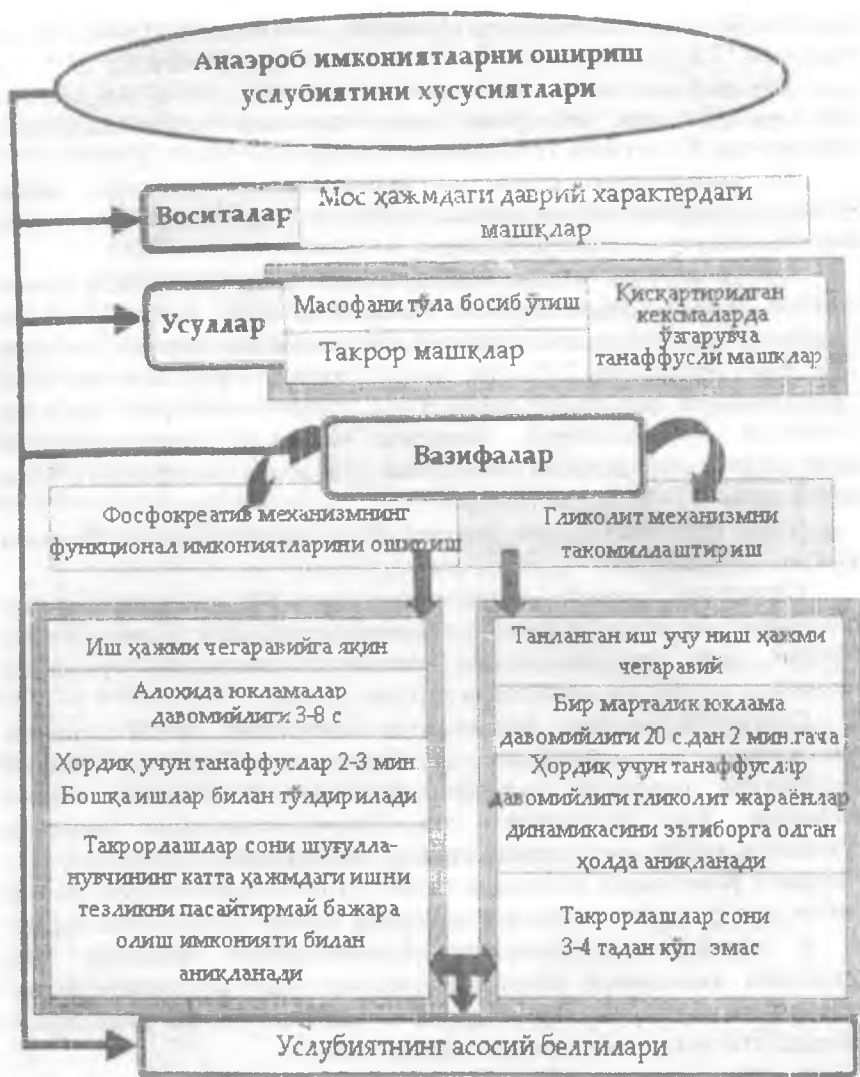 Анаэроб имкониятларни ошириш
услубиятини хусусиятлари
Воситалар
Мос ҳажмдаги даврий характердаги
машқлар
Усуллар
Масофани тўла босиб ўтиш
Такрор машқлар
Қисқартирилган
кексмаларда
ўзгарувча
танаффусли машқлар
Вазифалар
Фосфокреатив механизмнинг
функционал имкониятларини ошириш
Гликолит механизмни
такомиллаштириш
Иш ҳажми чегаравийга яқин
Алоҳида юкламалар
давомийлиги 3-8 с
Ҳордиқ учун танаффуслар 2-3 мин.
Бошқа ишлар билан тўлдирилади
Такрорлашлар сони шуғулла-
нувчининг катта ҳажмдаги ишни
тезликни пасайтирмай бажара
олиш имконияти билан
аниқланади
Танланган иш учу ниш ҳажми
чегаравий
Бир марталик юклама
давомийлиги 20 с.дан 2 мин.гача
Ҳордиқ учун танаффуслар
давомийлиги гликолит жараёнлар
динамикасини эътиборга олган
ҳолда аниқланади
Такрорлашлар сони
3-4 тадан кўп эмас
Услубиятнинг асосий белгилари